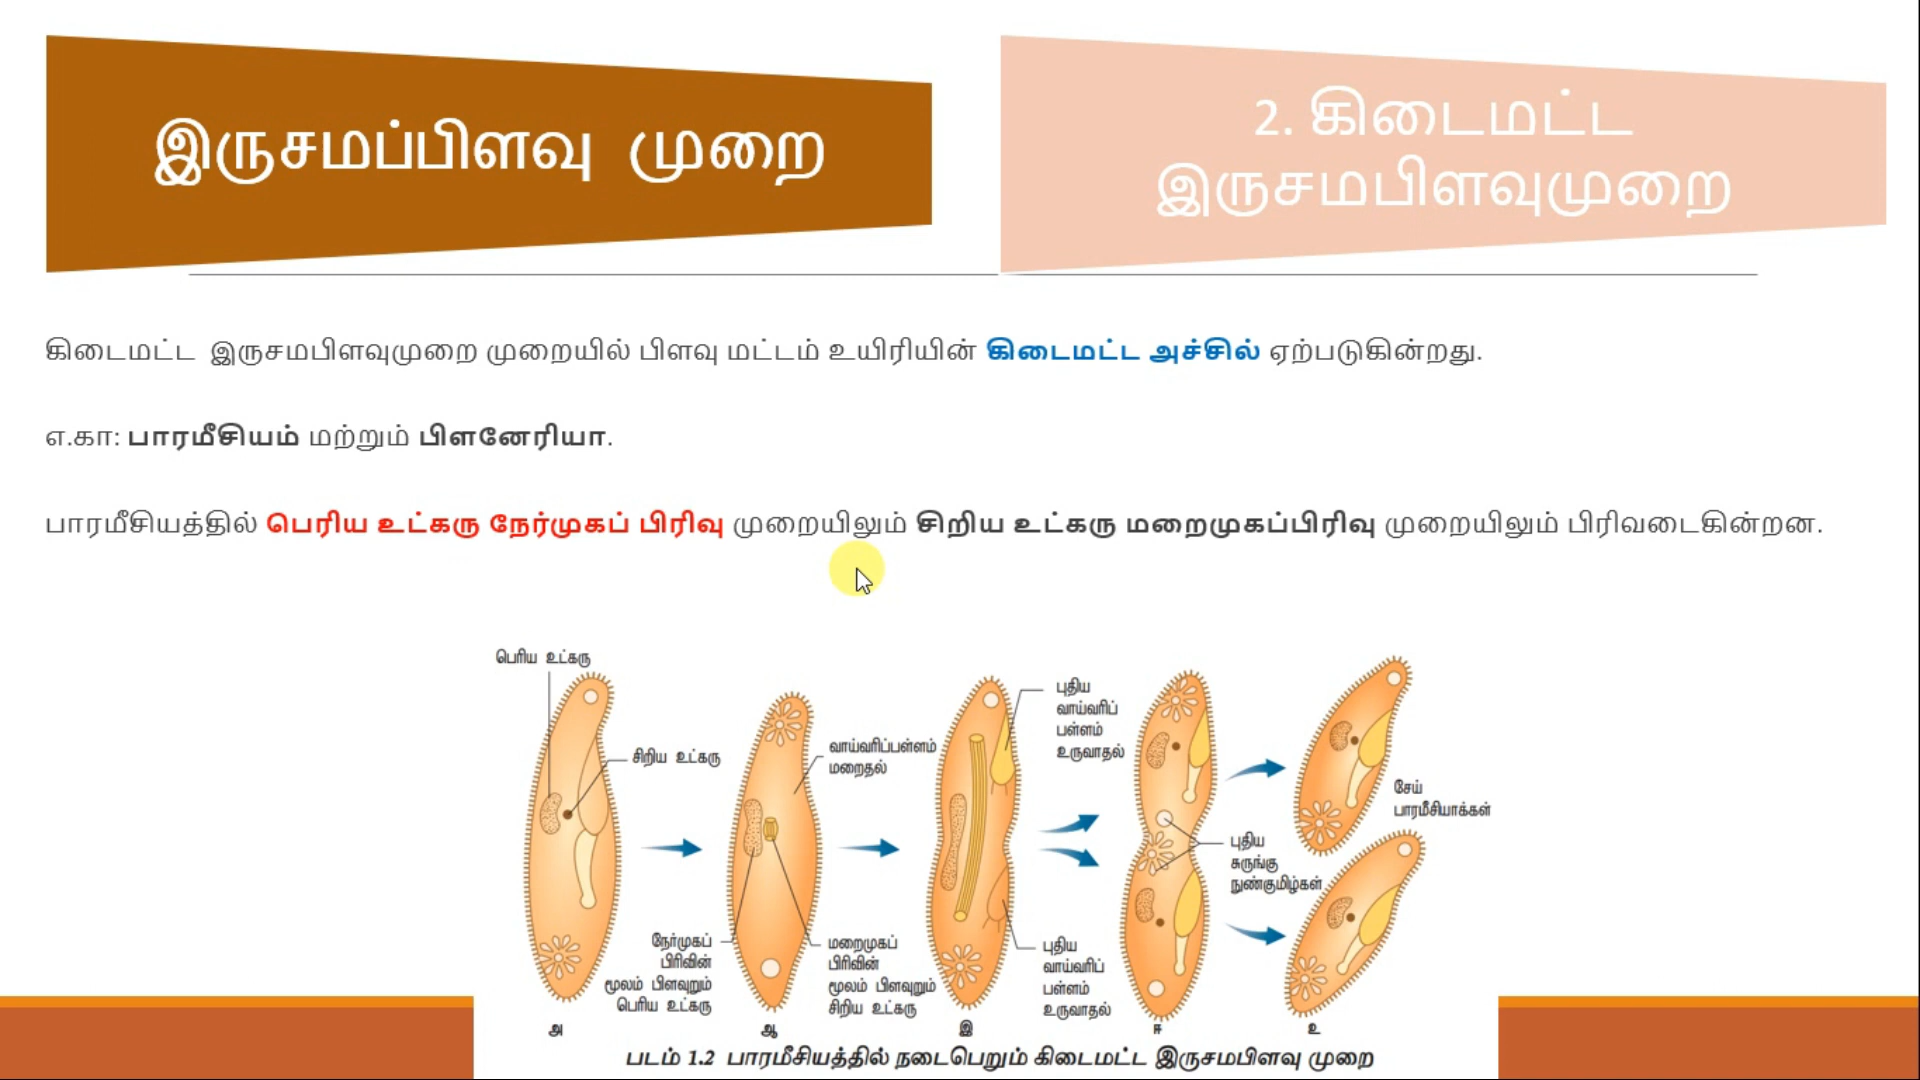 இருசமப்பிளவு முறை
2. கிடைமட்ட
இருசமபிளவுமுறை
கிடைமட்ட இருசமபிளவுமுறை முறையில் பிளவு மட்டம் உயிரியின் கிடைமட்ட அச்சில் ஏற்படுகின்றது.
எ.கா: பாரமீசியம் மற்றும் பிளனேரியா.
பாரமீசியத்தில் பெரிய உட்கரு நேர்முகப் பிரிவு முறையிலும் சிறிய உட்கரு மறைமுகப்பிரிவு முறையிலும் பிரிவடைகின்றன.
பெரிய உட்கரு
சிறிய உட்கரு
நேர்முகப்
பிரிவின்
மூலம் பிளவுறும்
பெரிய உட்கரு
வாய்வரிப்பள்ளம்
மறைதல்
மறைமுகப்
பிரிவின்
மூலம் பிளவுறும்
சிறிய உட்கரு
புதிய
வாய்வரிப்
பள்ளம்
உருவாதல்
புதிய
வாய்வரிப்
பள்ளம்
உருவாதல்
புதிய
சுருங்கு
நுண்குமிழ்கள்
சேய்
பாரமீசியாக்கள்
அ
ஆ
இ
ஈ
உ
படம் 1.2 பாரமீசியத்தில் நடைபெறும் கிடைமட்ட இருசமபிளவு முறை